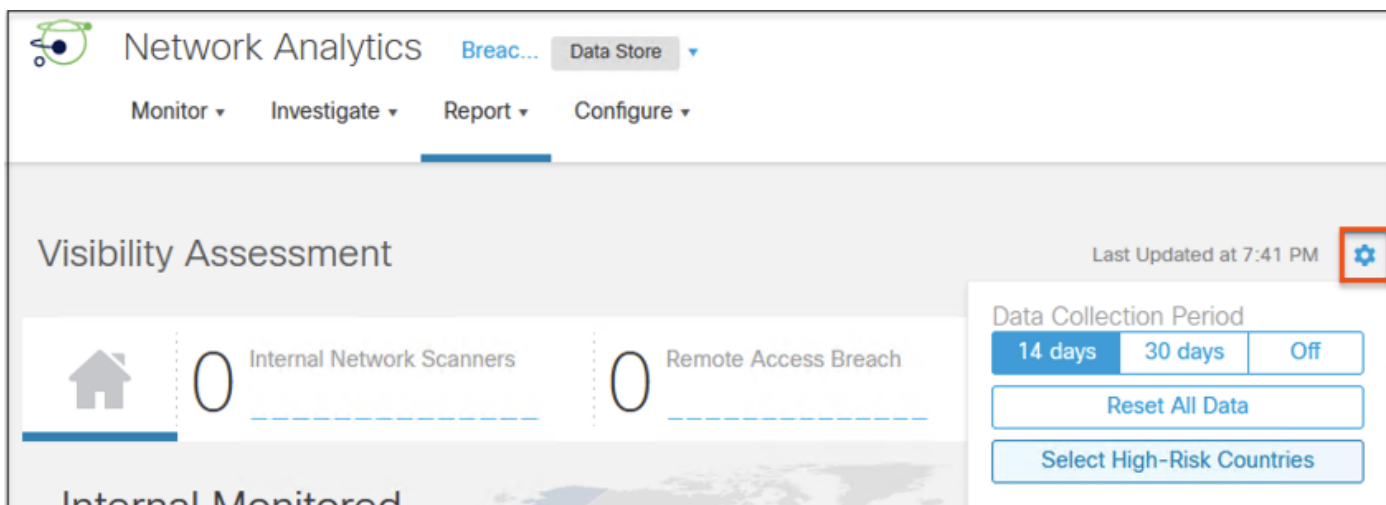 Network Analytics Breac... Data Store
Monitor Investigate Report Configure
Visibility Assessment
Last Updated at 7:41 PM
Data Collection Period
14 days 30 days Off
0 Internal Network Scanners
0 Remote Access Breach
Reset All Data
Select High-Risk Countries
Internal Monitored